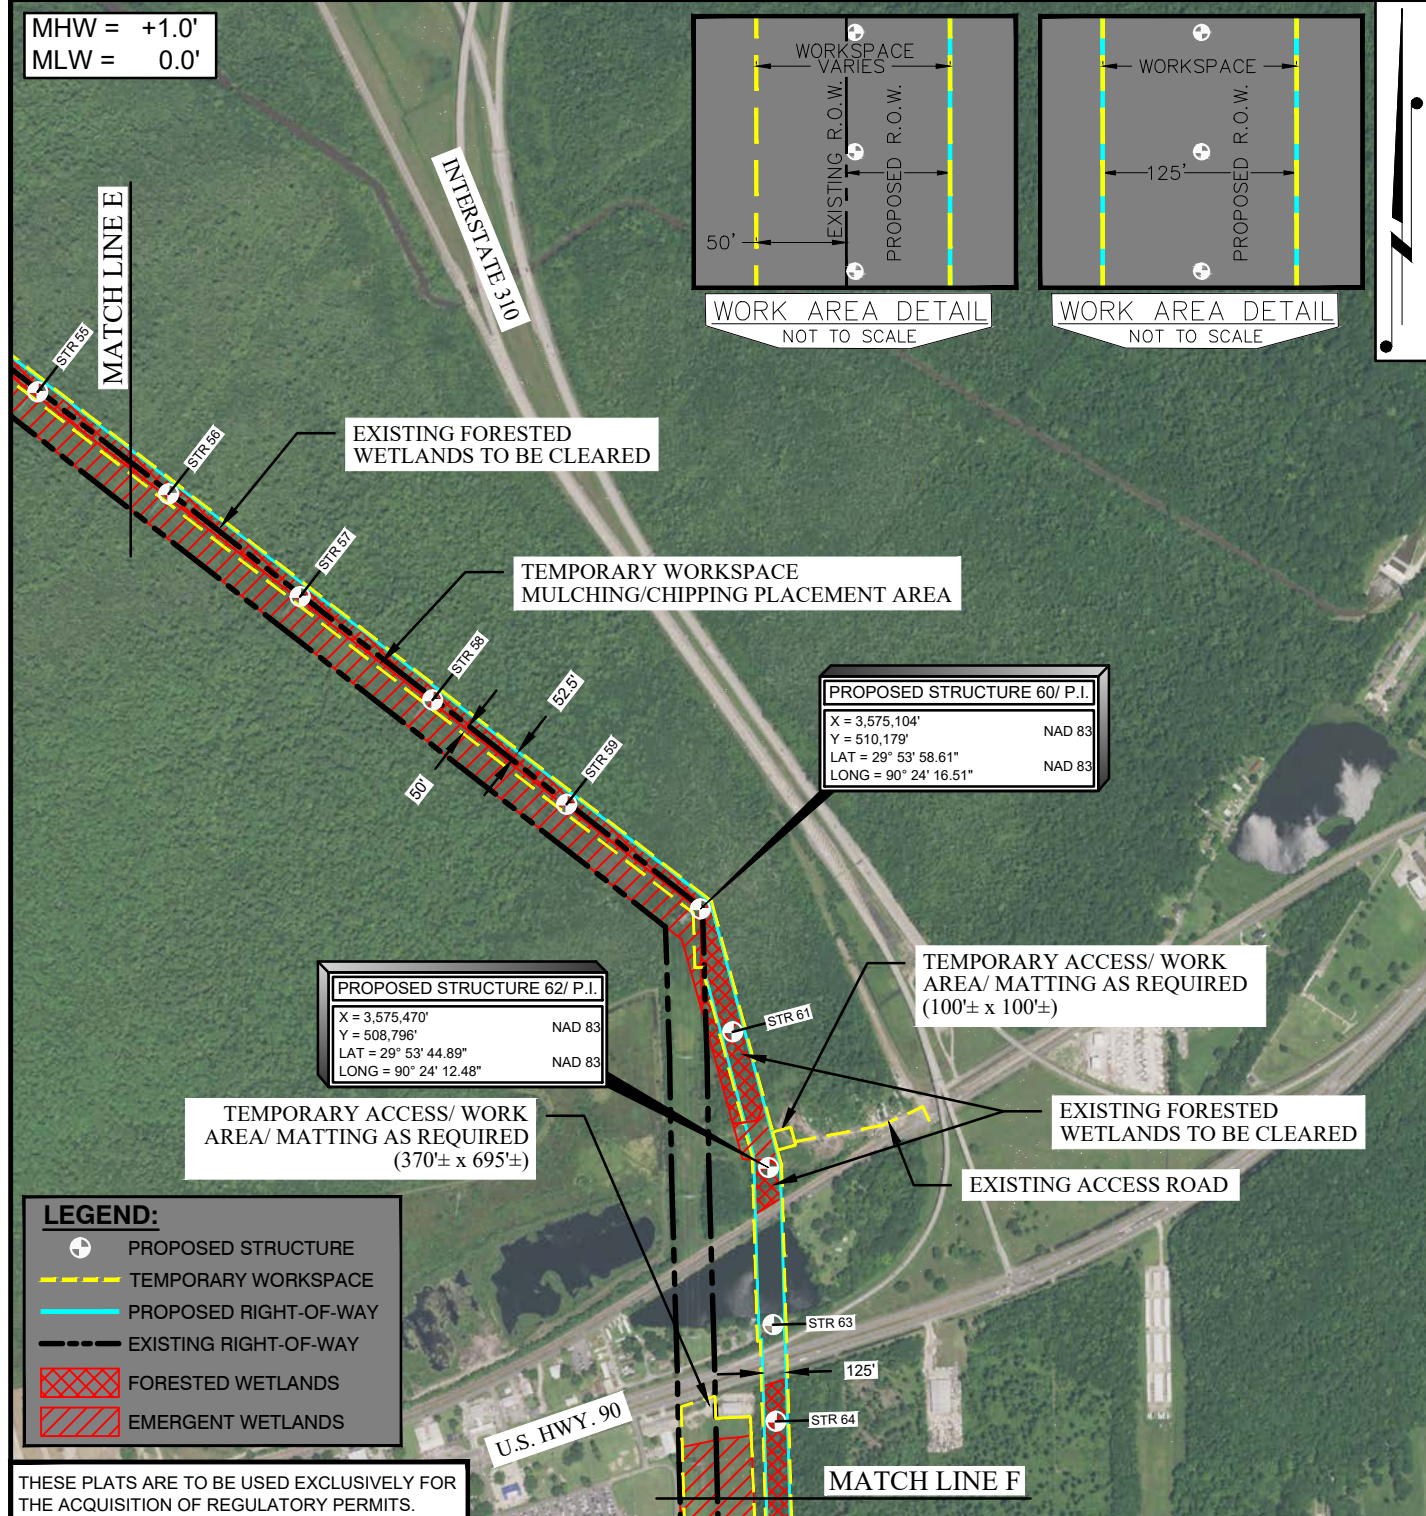 MHW = +1.0'
MLW = 0.0'
WORKSPACE
VARIES
EXISTING R.O.W.
PROPOSED R.O.W.
50'
WORK AREA DETAIL
NOT TO SCALE
WORKSPACE
125'
PROPOSED R.O.W.
WORK AREA DETAIL
NOT TO SCALE
INTERSTATE 310
MATCH LINE E
STR 55
STR 56
EXISTING FORESTED
WETLANDS TO BE CLEARED
STR 57
TEMPORARY WORKSPACE
MULCHING/CHIPPING PLACEMENT AREA
STR 58
52.5'
50'
STR 59
PROPOSED STRUCTURE 60/ P.I.
X = 3,575,104'
Y = 510,179'
NAD 83
LAT = 29° 53' 58.61"
LONG = 90° 24' 16.51"
NAD 83
PROPOSED STRUCTURE 62/ P.I.
X = 3,575,470'
Y = 508,796'
NAD 83
LAT = 29° 53' 44.89"
LONG = 90° 24' 12.48"
NAD 83
STR 61
TEMPORARY ACCESS/ WORK
AREA/ MATTING AS REQUIRED
(100'± x 100'±)
TEMPORARY ACCESS/ WORK
AREA/ MATTING AS REQUIRED
(370'± x 695'±)
EXISTING FORESTED
WETLANDS TO BE CLEARED
EXISTING ACCESS ROAD
LEGEND:
PROPOSED STRUCTURE
TEMPORARY WORKSPACE
PROPOSED RIGHT-OF-WAY
EXISTING RIGHT-OF-WAY
FORESTED WETLANDS
EMERGENT WETLANDS
STR 63
125'
STR 64
U.S. HWY. 90
MATCH LINE F
THESE PLATS ARE TO BE USED EXCLUSIVELY FOR
THE ACQUISITION OF REGULATORY PERMITS.